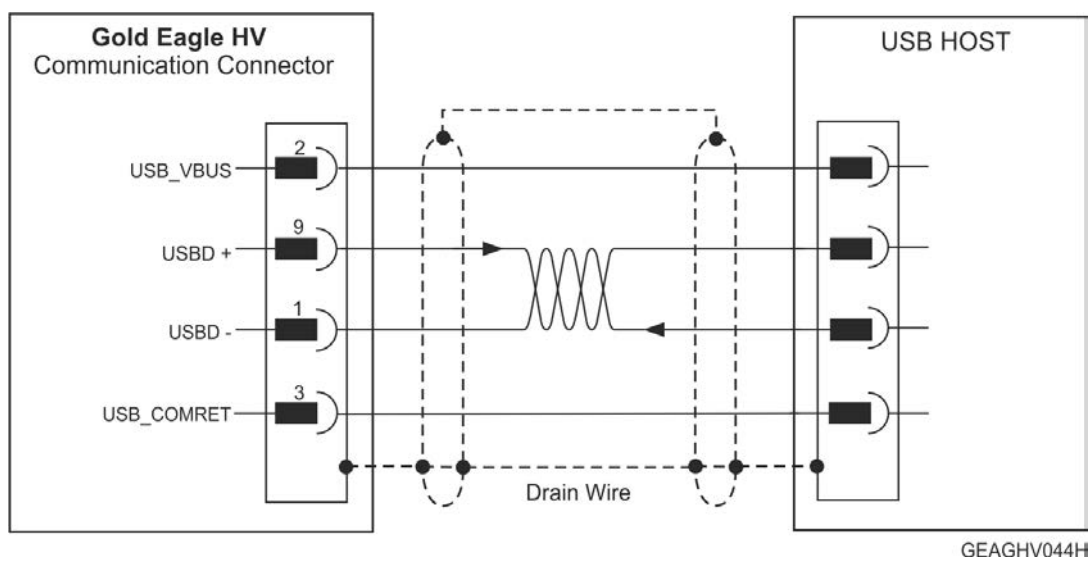 Gold Eagle HV
Communication Connector
USB HOST
2
USB_VBUS
9
USBD +
1
USBD -
3
USB_COMRET
Drain Wire
GEAGHV044H